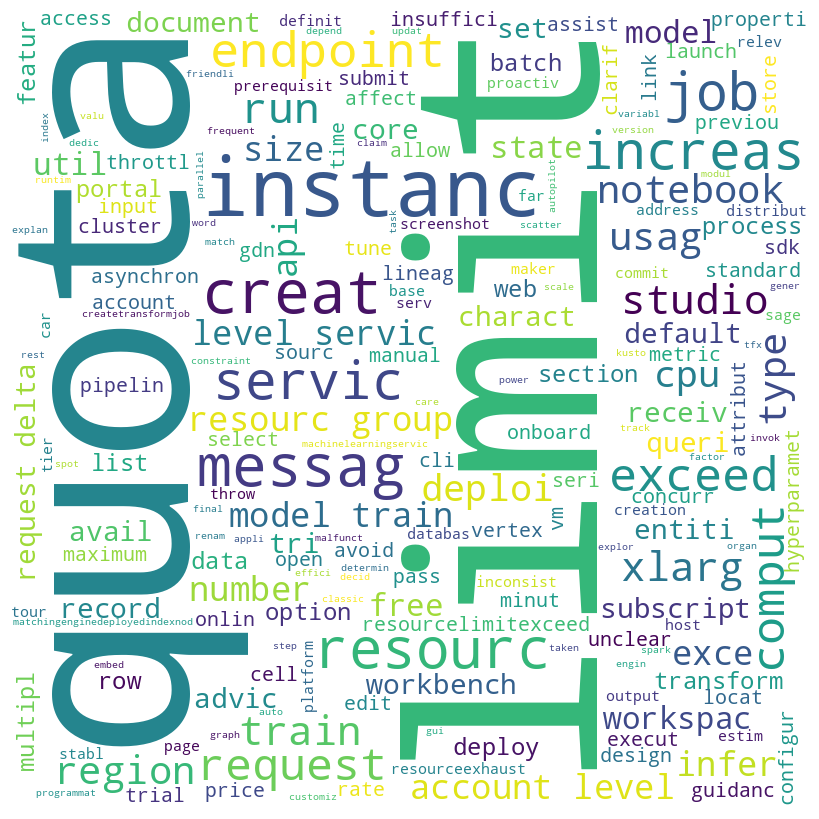 access
document
definit
depend
insuffici
updat
set
assist
model
properti
relev
featur
endpoint
friendli
prerequisit
submit
batch
proactiv
clarif
link
launch
store
quota
limit
valu
dedic
index
run
affect
frequent
core
job
previou
variabl
version
util
throttl
size
time
allow
state
increas
runtim
claim
parallel
modul
portal
input
instanc
far
autopilot
notebook
explan
cluster
word
match
api
task
screenshot
scatter
address
distribut
usag
process
gdn
tune
lineag
maker
commit
standard
sdk
asynchron
account
creat
base
serv
web
scale
studio
gener
sage
car
createtransformjob
level servic
charact
default
rest
constraint
sourc
manual
kusto
metric
tfx
pipelin
servic
power
section
cpu
type
attribut
request delta
resourc group
care
receiv
select
machinelearningservic
onboard
track
queri
invok
tier
spot
list
messag
cli
seri
exceed
factor
throw
concurr
hyperparamet
final
model train
deploi
vm
creation
avail
renam
appli
malfunct
databas
vertex
entiti
maximum
tri
open
avoid
explor
organ
data
effici
determin
pass
inconsist
xlarg
comput
number
decid
classic
free
minut
tour
record
option
subscript
matchingenginedeployedindexnod
onlin
resourcelimitexceed
host
step
resourc
unclear
taken
spark
exce
embed
row
cell
platform
workbench
engin
transform
multipl
advic
edit
output
locat
auto
workspac
train
graph
gui
deploy
execut
estim
stabl
page
design
configur
region
request
resourceexhaust
infer
programmat
trial
price
customiz
rate
account level
guidanc